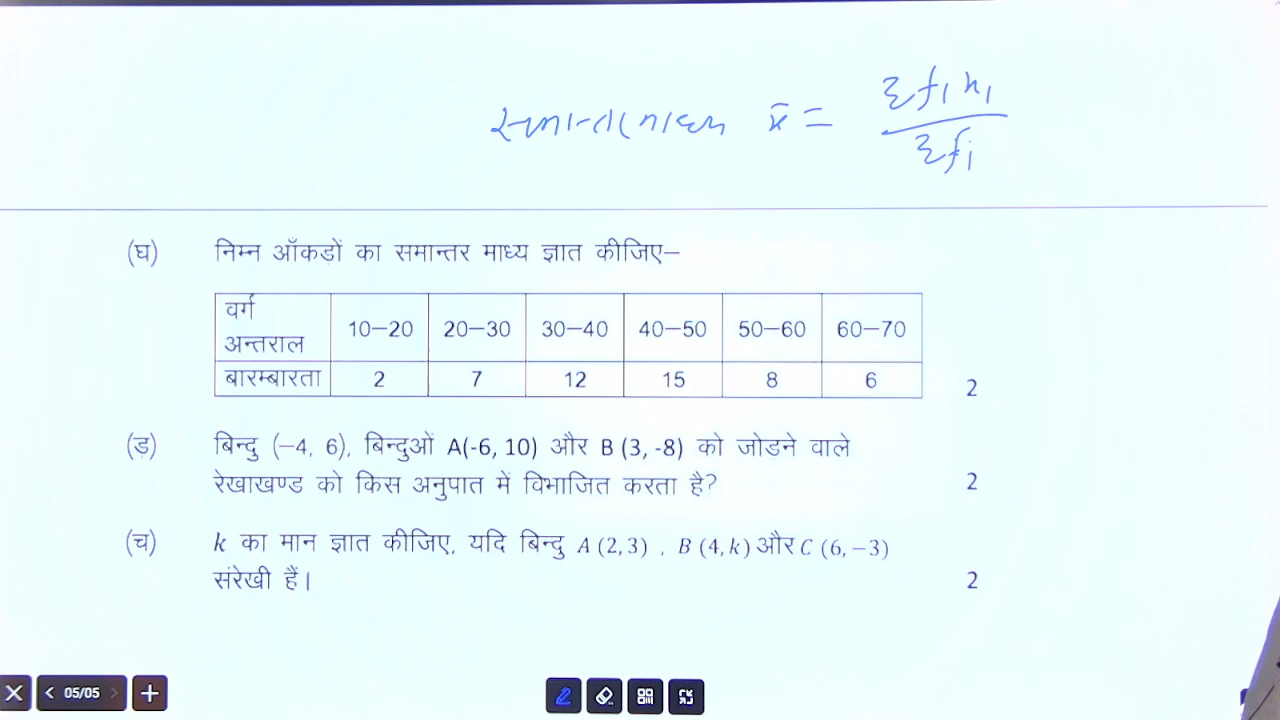 समान्तर माध्य x̄ = Σfᵢxᵢ / Σfᵢ
(घ) निम्न आँकड़ों का समान्तर माध्य ज्ञात कीजिए–
वर्ग अन्तराल 10–20 20–30 30–40 40–50 50–60 60–70
बारम्बारता 2 7 12 15 8 6 2
(ड) बिन्दु (–4, 6), बिन्दुओं A(-6, 10) और B (3, -8) को जोडने वाले
रेखाखण्ड को किस अनुपात में विभाजित करता है? 2
(च) k का मान ज्ञात कीजिए, यदि बिन्दु A (2, 3) , B (4, k) और C (6, −3)
संरेखी हैं। 2
05/05